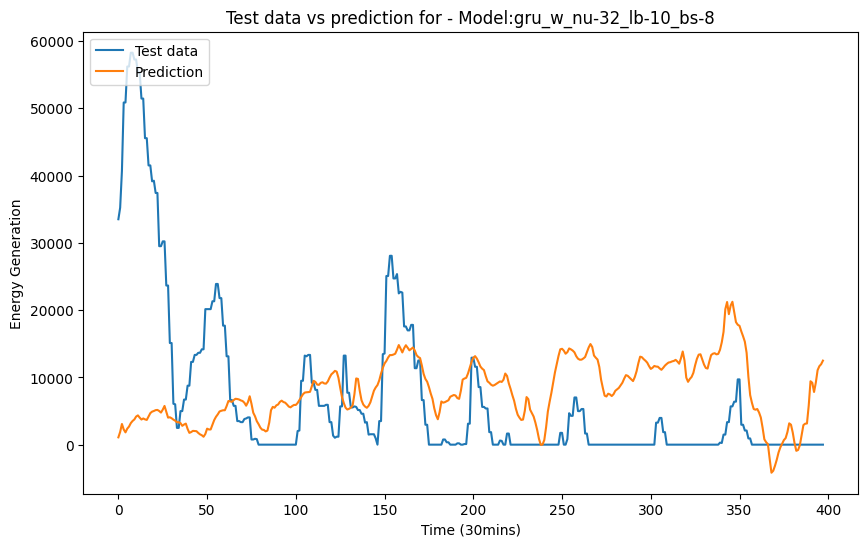 Test data vs prediction for - Model:gru_w_nu-32_lb-10_bs-8
Test data
Prediction
Energy Generation
60000
50000
40000
30000
20000
10000
0
0 50 100 150 200 250 300 350 400
Time (30mins)